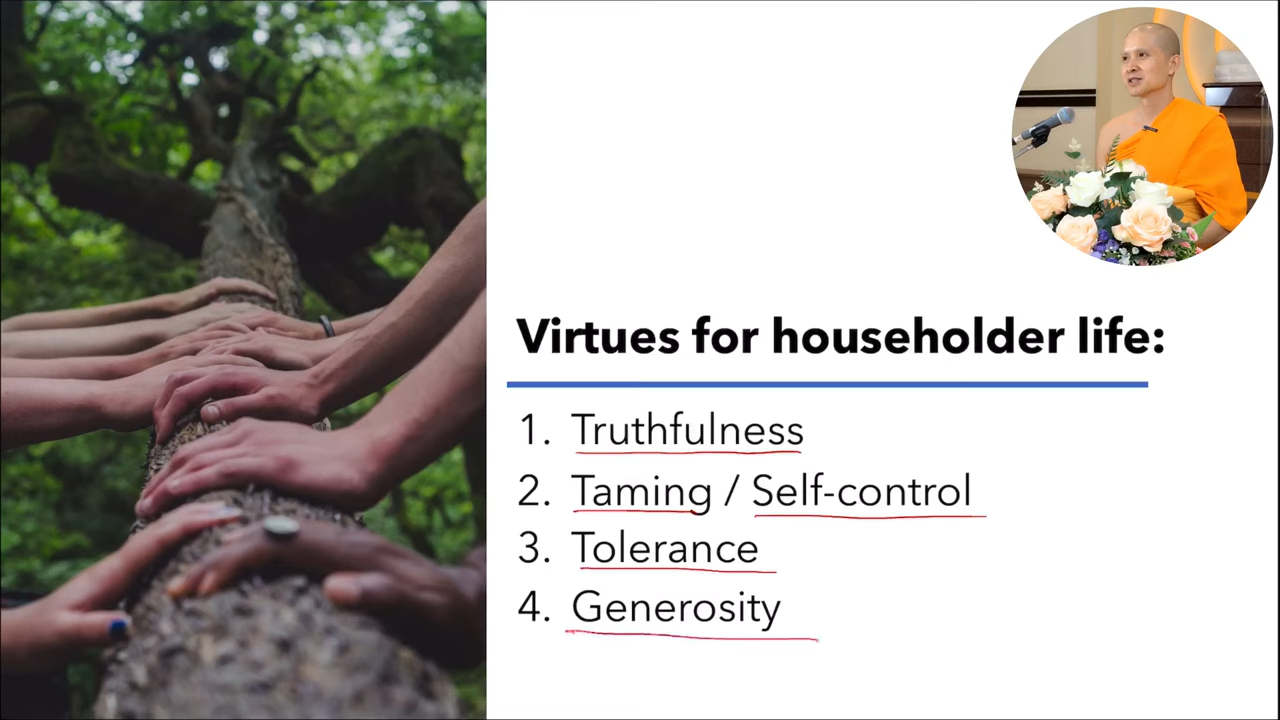 Virtues for householder life:
1. Truthfulness
2. Taming / Self-control
3. Tolerance
4. Generosity